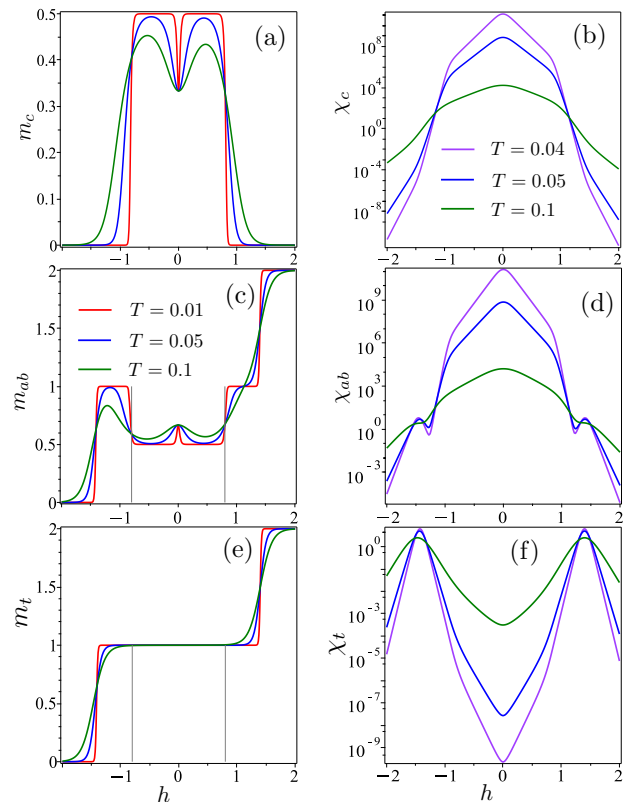 0.5
0.4
0.3
0.2
0.1
0
m_c
(a)
−1 0 1 2
10^8
10^4
10^0
10^−4
10^−8
χ_c
(b)
T = 0.04
T = 0.05
T = 0.1
−2 −1 0 1 2
2
1.5
1
0.5
0
m_ab
(c)
T = 0.01
T = 0.05
T = 0.1
−1 0 1 2
10^9
10^6
10^3
10^0
10^−3
χ_ab
(d)
−2 −1 0 1 2
2
1.5
1
0.5
0
m_t
(e)
−1 0 1 2
h
10^0
10^−3
10^−5
10^−7
10^−9
χ_t
(f)
−2 −1 0 1 2
h